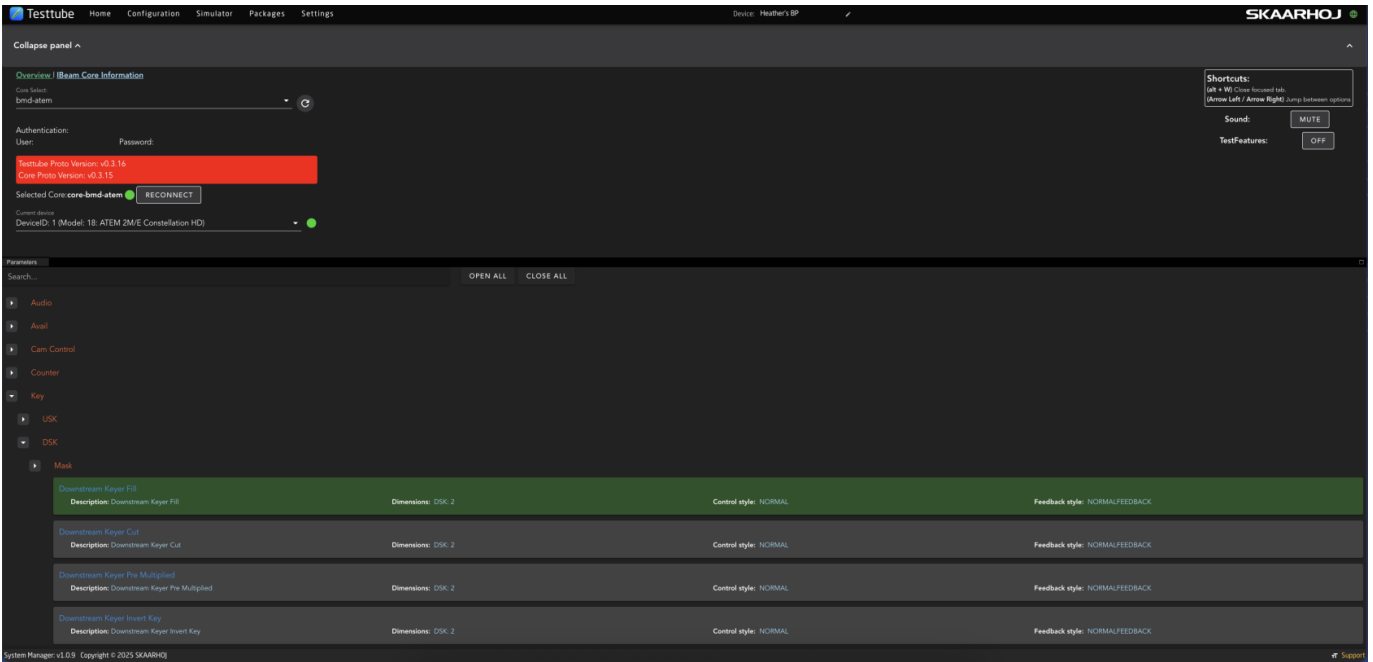 Testtube Home Configuration Simulator Packages Settings Device: Heather's BP SKAARHOJ
Collapse panel
Overview | IBeam Core Information
Core Select:
bmd-atem
Shortcuts:
(alt + W) Close focused tab.
(Arrow Left / Arrow Right) Jump between options
Sound: MUTE
TestFeatures: OFF
Authentication:
User: Password:
Testtube Proto Version: v0.3.16
Core Proto Version: v0.3.15
Selected Core:core-bmd-atem RECONNECT
Current device
DeviceID: 1 (Model: 18: ATEM 2M/E Constellation HD)
Parameters
Search... OPEN ALL CLOSE ALL
Audio
Avail
Cam Control
Counter
Key
USK
DSK
Mask
Downstream Keyer Fill
Description: Downstream Keyer Fill Dimensions: DSK: 2 Control style: NORMAL Feedback style: NORMALFEEDBACK
Downstream Keyer Cut
Description: Downstream Keyer Cut Dimensions: DSK: 2 Control style: NORMAL Feedback style: NORMALFEEDBACK
Downstream Keyer Pre Multiplied
Description: Downstream Keyer Pre Multiplied Dimensions: DSK: 2 Control style: NORMAL Feedback style: NORMALFEEDBACK
Downstream Keyer Invert Key
Description: Downstream Keyer Invert Key Dimensions: DSK: 2 Control style: NORMAL Feedback style: NORMALFEEDBACK
System Manager: v1.0.9 Copyright © 2025 SKAARHOJ Support